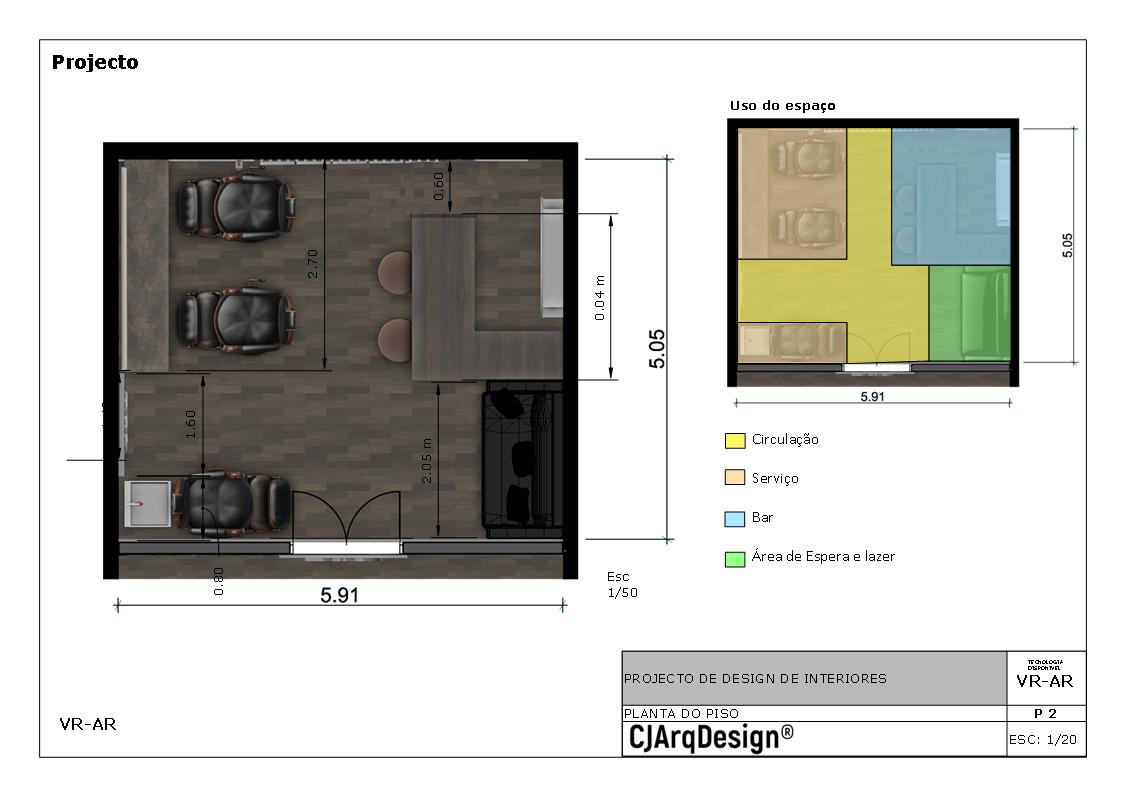 Projecto
Uso do espaço
0.60
2.70
0.04 m
5.05
1.60
2.05 m
0.80
5.91
Esc
1/50
5.05
5.91
Circulação
Serviço
Bar
Área de Espera e lazer
VR-AR
PROJECTO DE DESIGN DE INTERIORES
TECNOLOGIA
DISPONÍVEL
VR-AR
PLANTA DO PISO
P 2
CJArqDesign®
ESC: 1/20